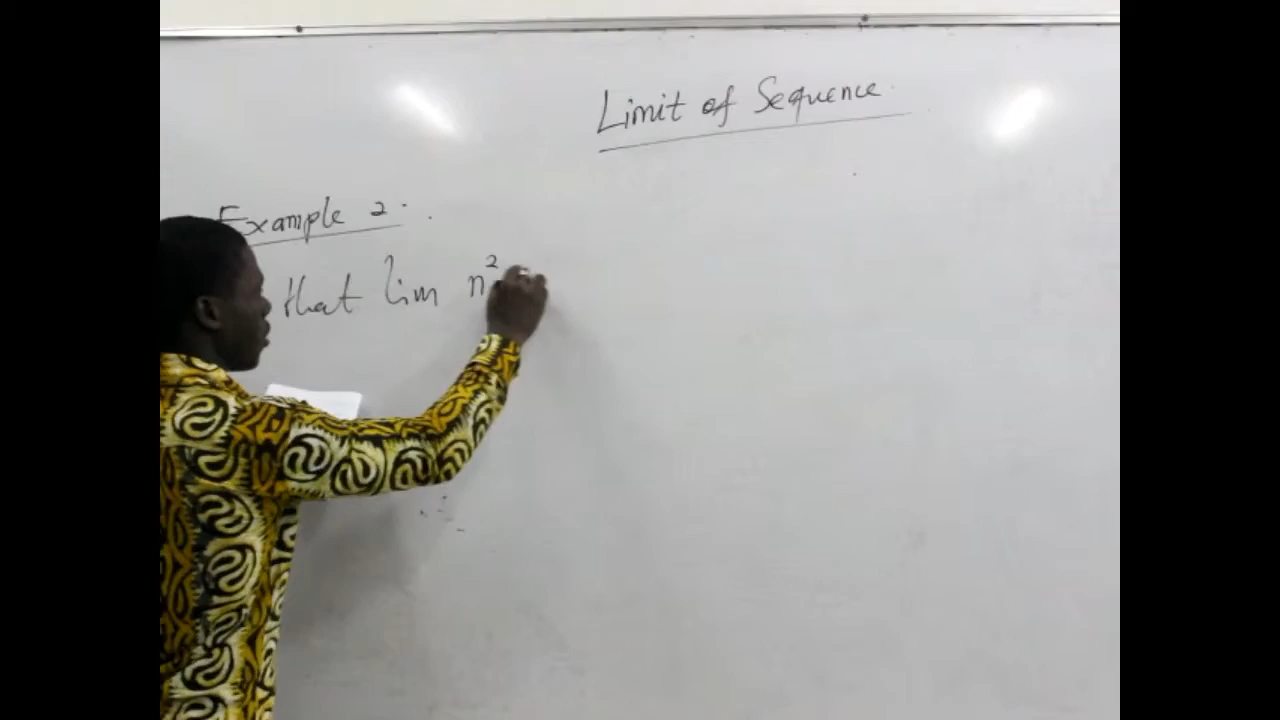 Limit of Sequence
Example 2.
that lim n²